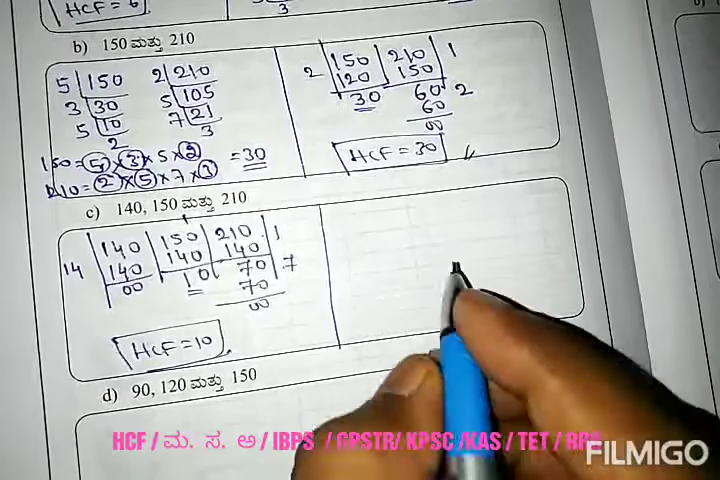 HCF = 6
3
b) 150 ಮತ್ತು 210
5 150 2 210
3 30 5 105
5 10 7 21
2 3
150 = 5 × 3 × 5 × 2 = 30
210 = 2 × 5 × 7 × 3
2 150 210 1
120 150
30 60 2
60
00
HCF = 30
c) 140, 150 ಮತ್ತು 210
14 140 150 210 1
140 140 140
00 10 70 7
70
00
HCF = 10
d) 90, 120 ಮತ್ತು 150
HCF / ಮ. ಸ. ಅ / IBPS / GPSTR/ KPSC /KAS / TET / RRB
FILMIGO